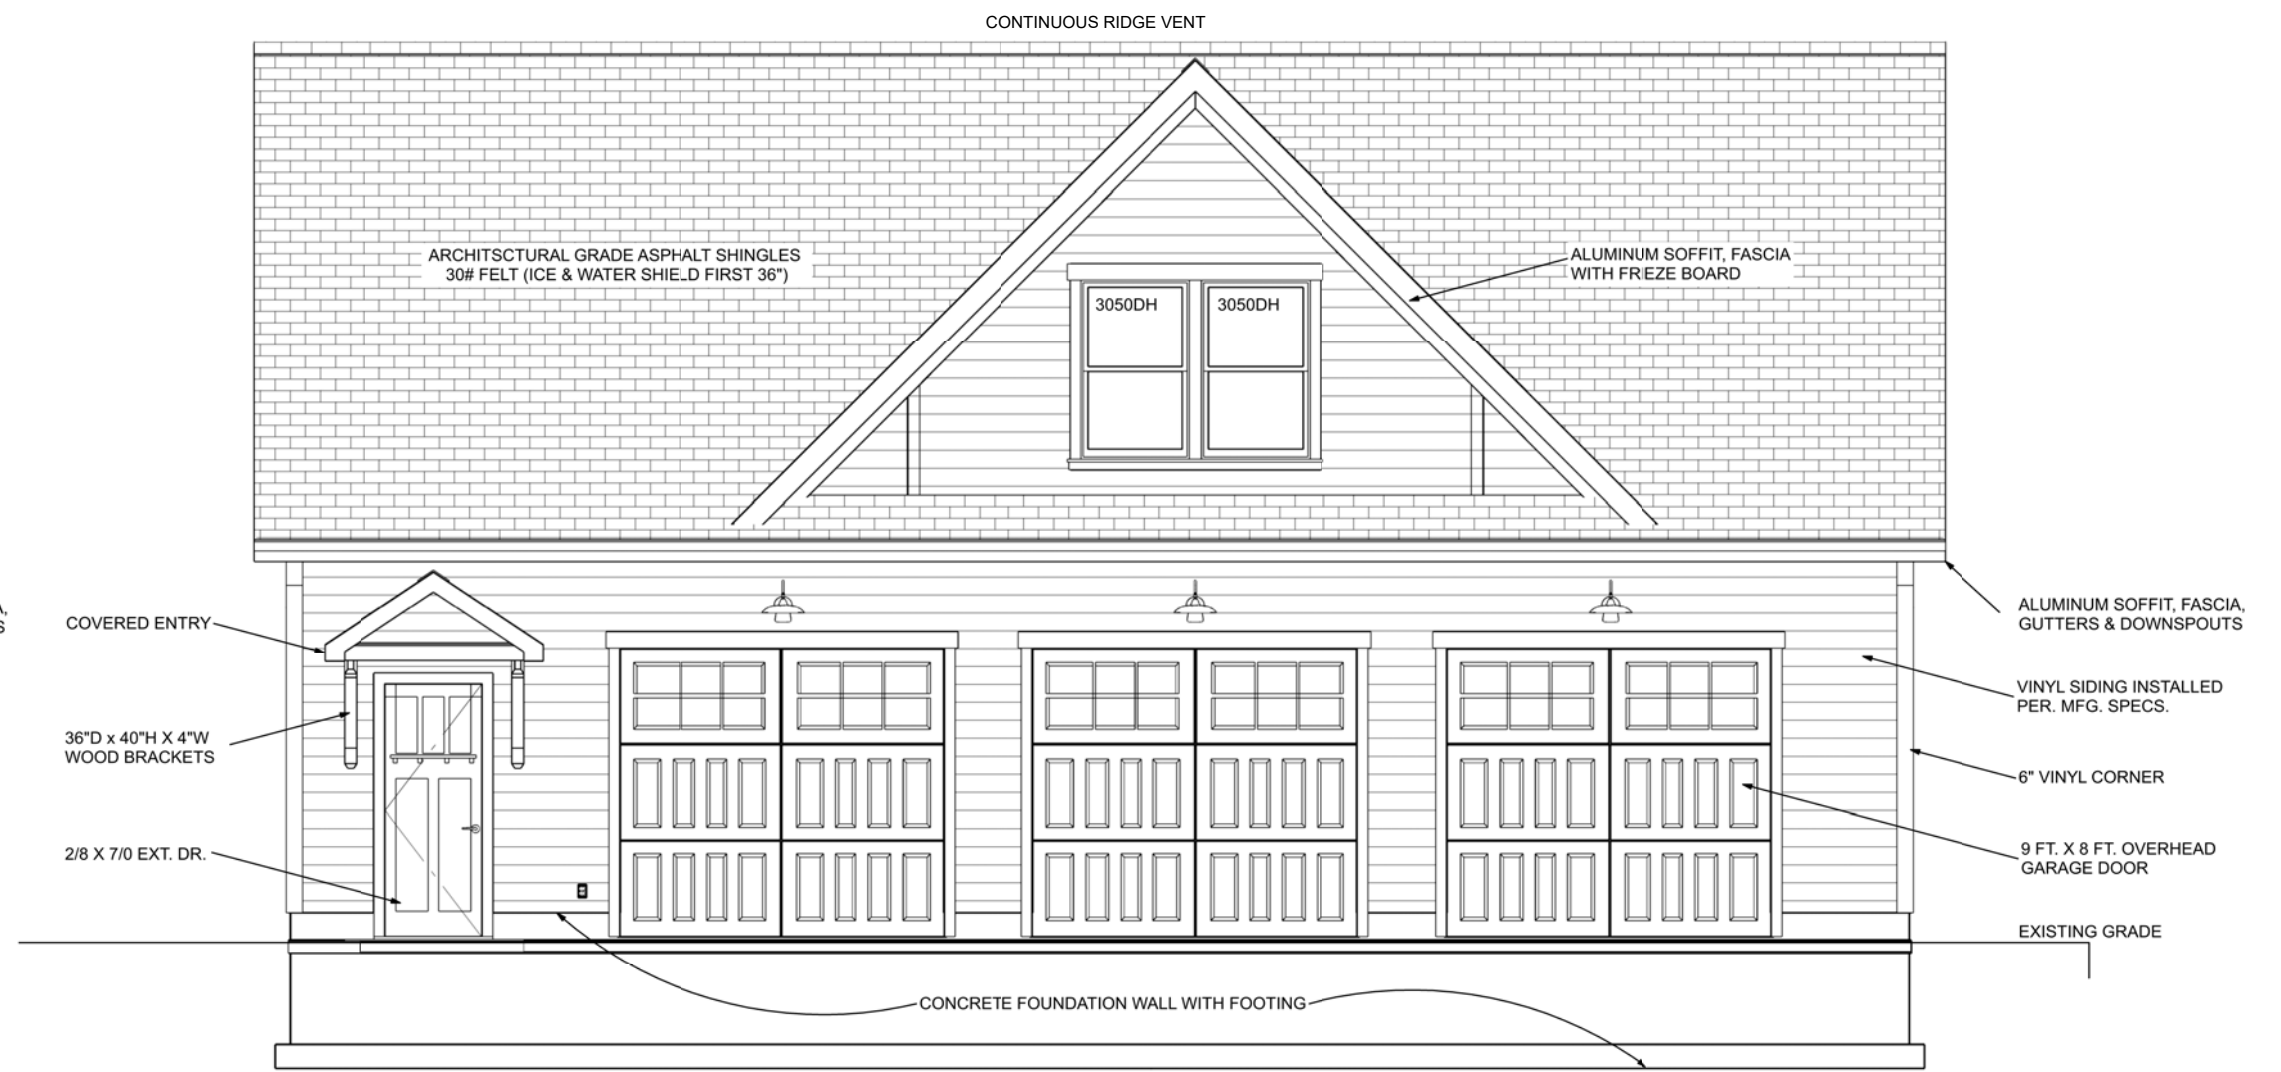 CONTINUOUS RIDGE VENT
ARCHITSCTURAL GRADE ASPHALT SHINGLES
30# FELT (ICE & WATER SHIELD FIRST 36")
ALUMINUM SOFFIT, FASCIA
WITH FRIEZE BOARD
3050DH
3050DH
COVERED ENTRY
36"D x 40"H X 4"W
WOOD BRACKETS
2/8 X 7/0 EXT. DR.
ALUMINUM SOFFIT, FASCIA,
GUTTERS & DOWNSPOUTS
VINYL SIDING INSTALLED
PER. MFG. SPECS.
6" VINYL CORNER
9 FT. X 8 FT. OVERHEAD
GARAGE DOOR
EXISTING GRADE
CONCRETE FOUNDATION WALL WITH FOOTING